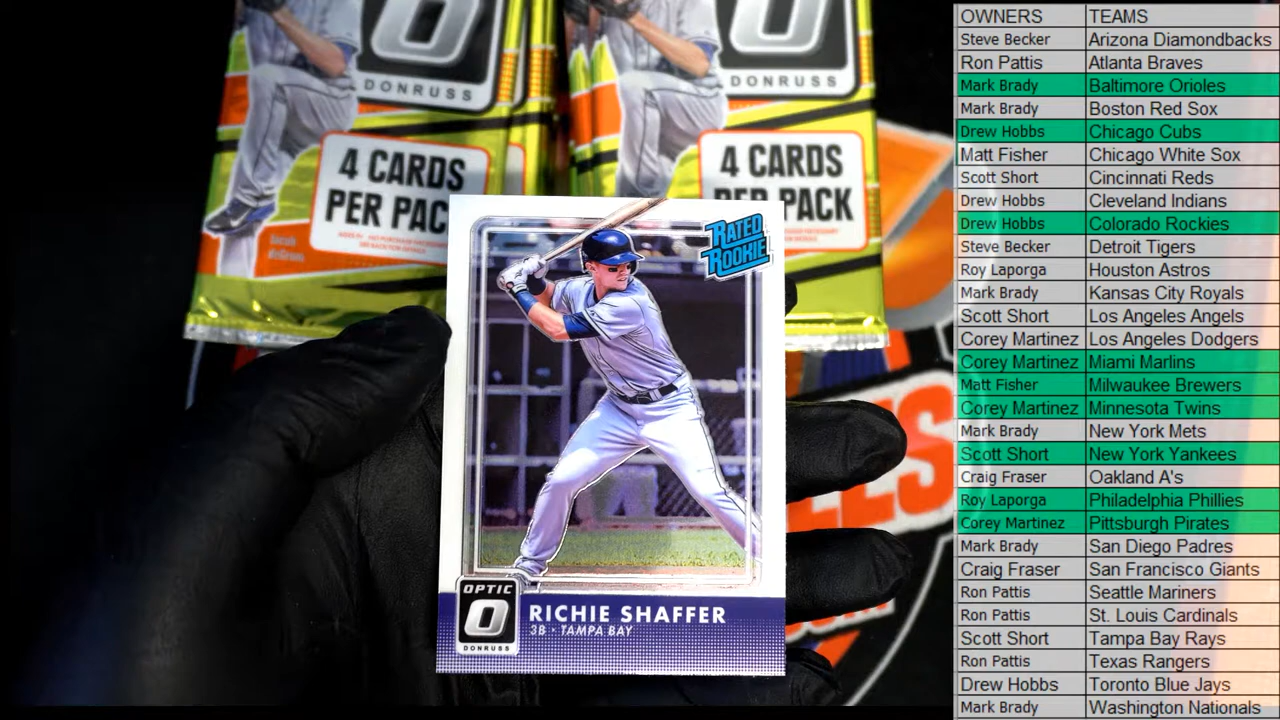 DONRUSS
4 CARDS
PER PAC
Jacob
deGrom
DONRUSS
4 CARDS
PER PACK
RATED
ROOKIE
OPTIC
DONRUSS
RICHIE SHAFFER
3B · TAMPA BAY
OWNERS TEAMS
Steve Becker Arizona Diamondbacks
Ron Pattis Atlanta Braves
Mark Brady Baltimore Orioles
Mark Brady Boston Red Sox
Drew Hobbs Chicago Cubs
Matt Fisher Chicago White Sox
Scott Short Cincinnati Reds
Drew Hobbs Cleveland Indians
Drew Hobbs Colorado Rockies
Steve Becker Detroit Tigers
Roy Laporga Houston Astros
Mark Brady Kansas City Royals
Scott Short Los Angeles Angels
Corey Martinez Los Angeles Dodgers
Corey Martinez Miami Marlins
Matt Fisher Milwaukee Brewers
Corey Martinez Minnesota Twins
Mark Brady New York Mets
Scott Short New York Yankees
Craig Fraser Oakland A's
Roy Laporga Philadelphia Phillies
Corey Martinez Pittsburgh Pirates
Mark Brady San Diego Padres
Craig Fraser San Francisco Giants
Ron Pattis Seattle Mariners
Ron Pattis St. Louis Cardinals
Scott Short Tampa Bay Rays
Ron Pattis Texas Rangers
Drew Hobbs Toronto Blue Jays
Mark Brady Washington Nationals